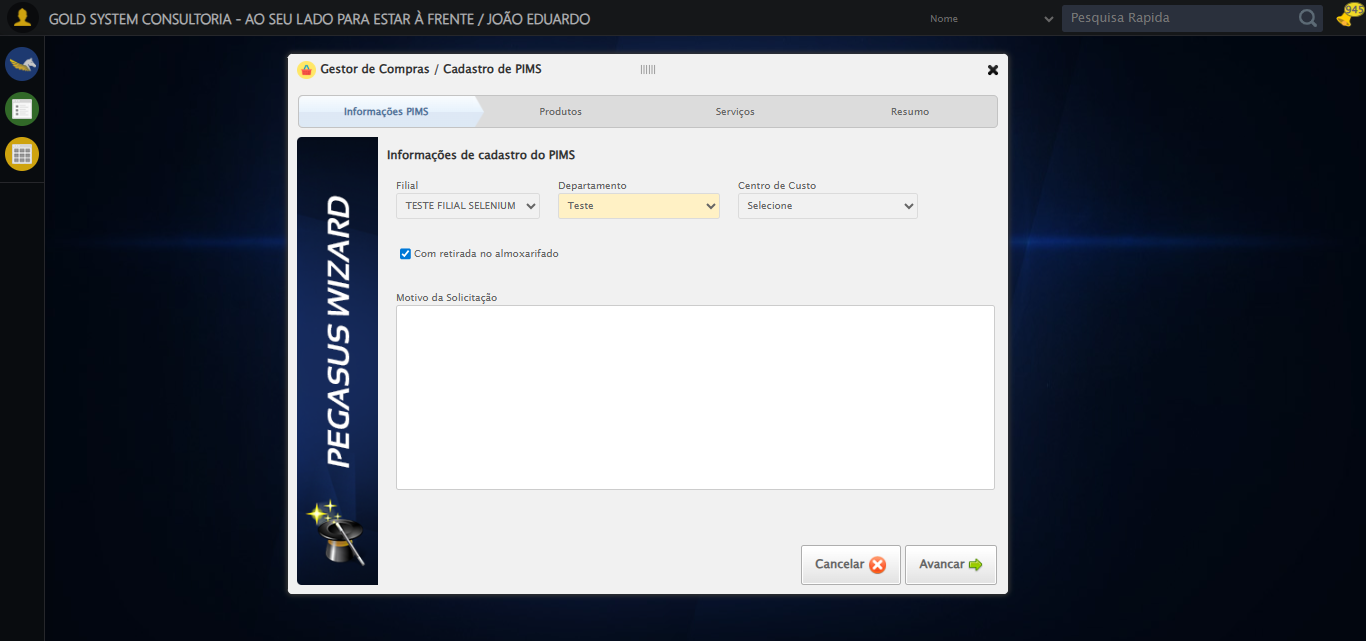 GOLD SYSTEM CONSULTORIA - AO SEU LADO PARA ESTAR À FRENTE / JOÃO EDUARDO
Nome
Pesquisa Rapida
945
Gestor de Compras / Cadastro de PIMS
Informações PIMS
Produtos
Serviços
Resumo
PEGASUS WIZARD
Informações de cadastro do PIMS
Filial
Departamento
Centro de Custo
TESTE FILIAL SELENIUM
Teste
Selecione
Com retirada no almoxarifado
Motivo da Solicitação
Cancelar
Avancar